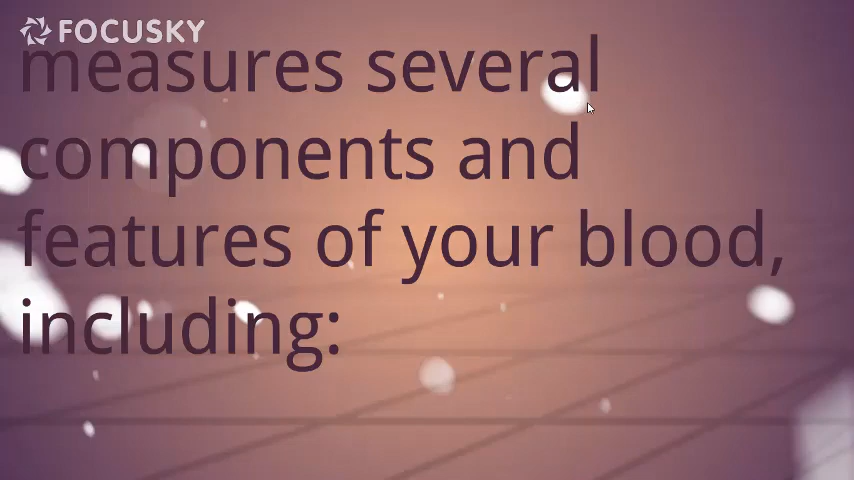 FOCUSKY
measures several
components and
features of your blood,
including: